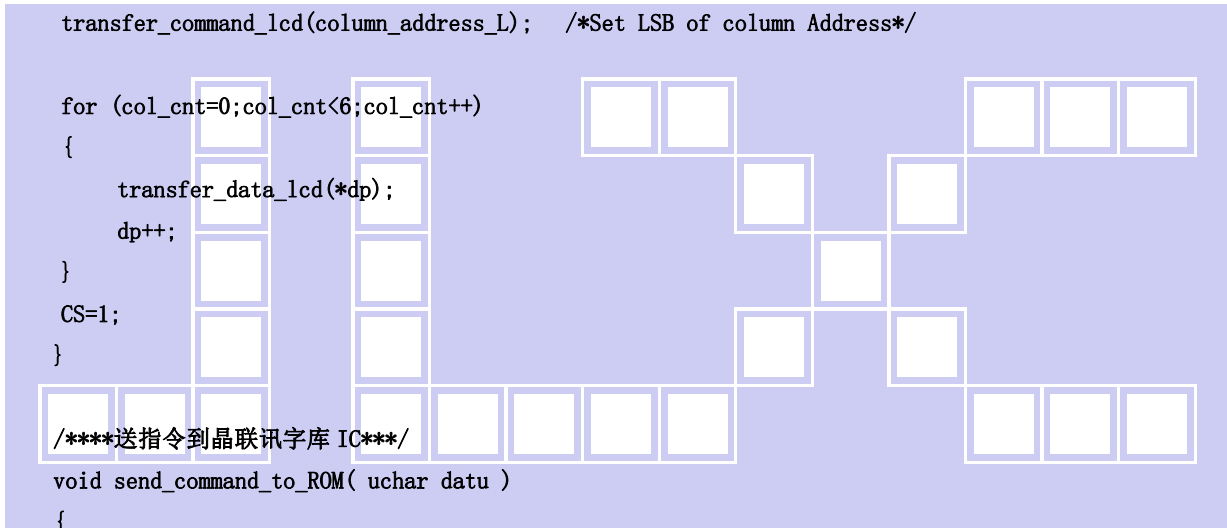 transfer_command_lcd(column_address_L); /*Set LSB of column Address*/
for (col_cnt=0;col_cnt<6;col_cnt++)
{
transfer_data_lcd(*dp);
dp++;
}
CS=1;
}
/****送指令到晶联讯字库 IC***/
void send_command_to_ROM( uchar datu )
{